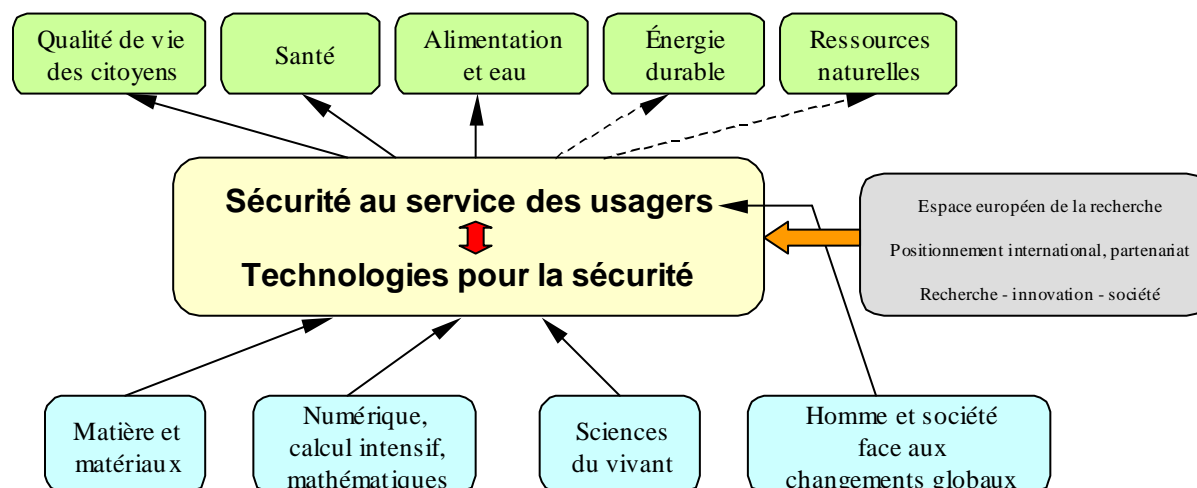 Qualité de vie
des citoyens
Santé
Alimentation
et eau
Énergie
durable
Ressources
naturelles
Sécurité au service des usagers
Technologies pour la sécurité
Espace européen de la recherche
Positionnement international, partenariat
Recherche - innovation - société
Matière et
matériaux
Numérique,
calcul intensif,
mathématiques
Sciences
du vivant
Homme et société
face aux
changements globaux